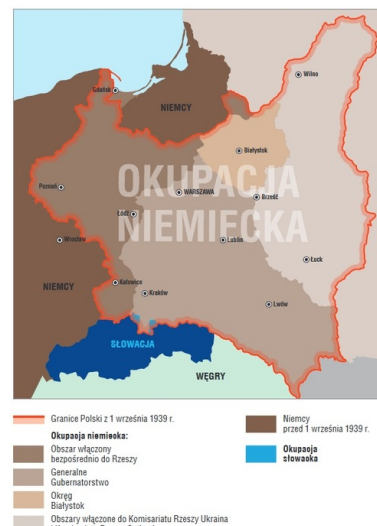 Gdańsk
Wilno
NIEMCY
Białystok
Poznań
OKUPACJA
WARSZAWA
Brześć
NIEMIECKA
Łódź
Wrocław
Lublin
Łuck
NIEMCY
Katowice
Kraków
Lwów
SŁOWACJA
WĘGRY
Granice Polski z 1 września 1939 r.
Okupacja niemiecka:
Obszar włączony
bezpośrednio do Rzeszy
Generalne
Gubernatorstwo
Okręg
Białystok
Obszary włączone do Komisariatu Rzeszy Ukraina
Niemcy
przed 1 września 1939 r.
Okupacja
słowacka